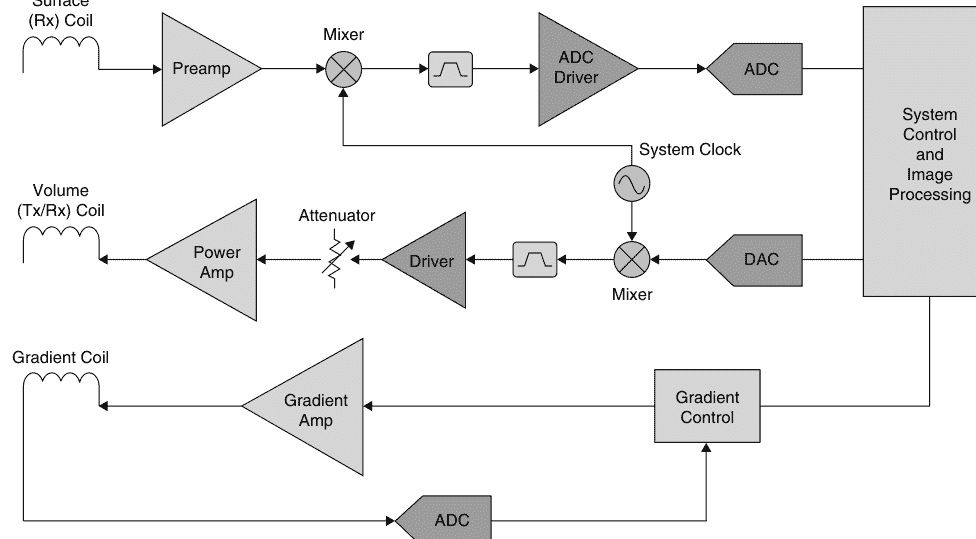 Surface
(Rx) Coil
Preamp
Mixer
ADC
Driver
ADC
System
Control
and
Image
Processing
System Clock
Volume
(Tx/Rx) Coil
Power
Amp
Attenuator
Driver
Mixer
DAC
Gradient Coil
Gradient
Amp
Gradient
Control
ADC